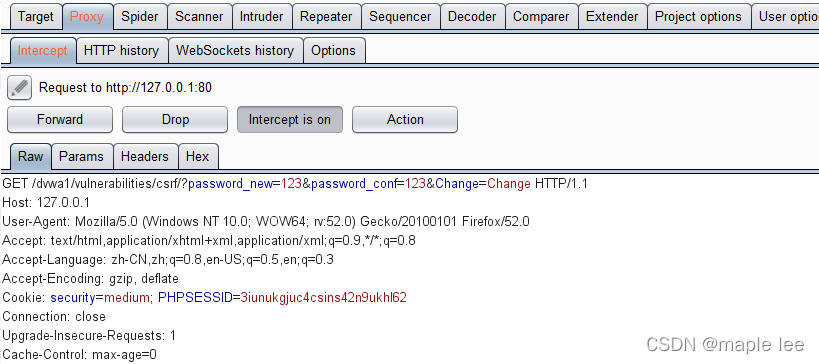 Target Proxy Spider Scanner Intruder Repeater Sequencer Decoder Comparer Extender Project options User optio
Intercept HTTP history WebSockets history Options
Request to http://127.0.0.1:80
Forward Drop Intercept is on Action
Raw Params Headers Hex
GET /dvwa1/vulnerabilities/csrf/?password_new=123&password_conf=123&Change=Change HTTP/1.1
Host: 127.0.0.1
User-Agent: Mozilla/5.0 (Windows NT 10.0; WOW64; rv:52.0) Gecko/20100101 Firefox/52.0
Accept: text/html,application/xhtml+xml,application/xml;q=0.9,*/*;q=0.8
Accept-Language: zh-CN,zh;q=0.8,en-US;q=0.5,en;q=0.3
Accept-Encoding: gzip, deflate
Cookie: security=medium; PHPSESSID=3iunukgjuc4csins42n9ukhl62
Connection: close
Upgrade-Insecure-Requests: 1
Cache-Control: max-age=0
CSDN @maple lee